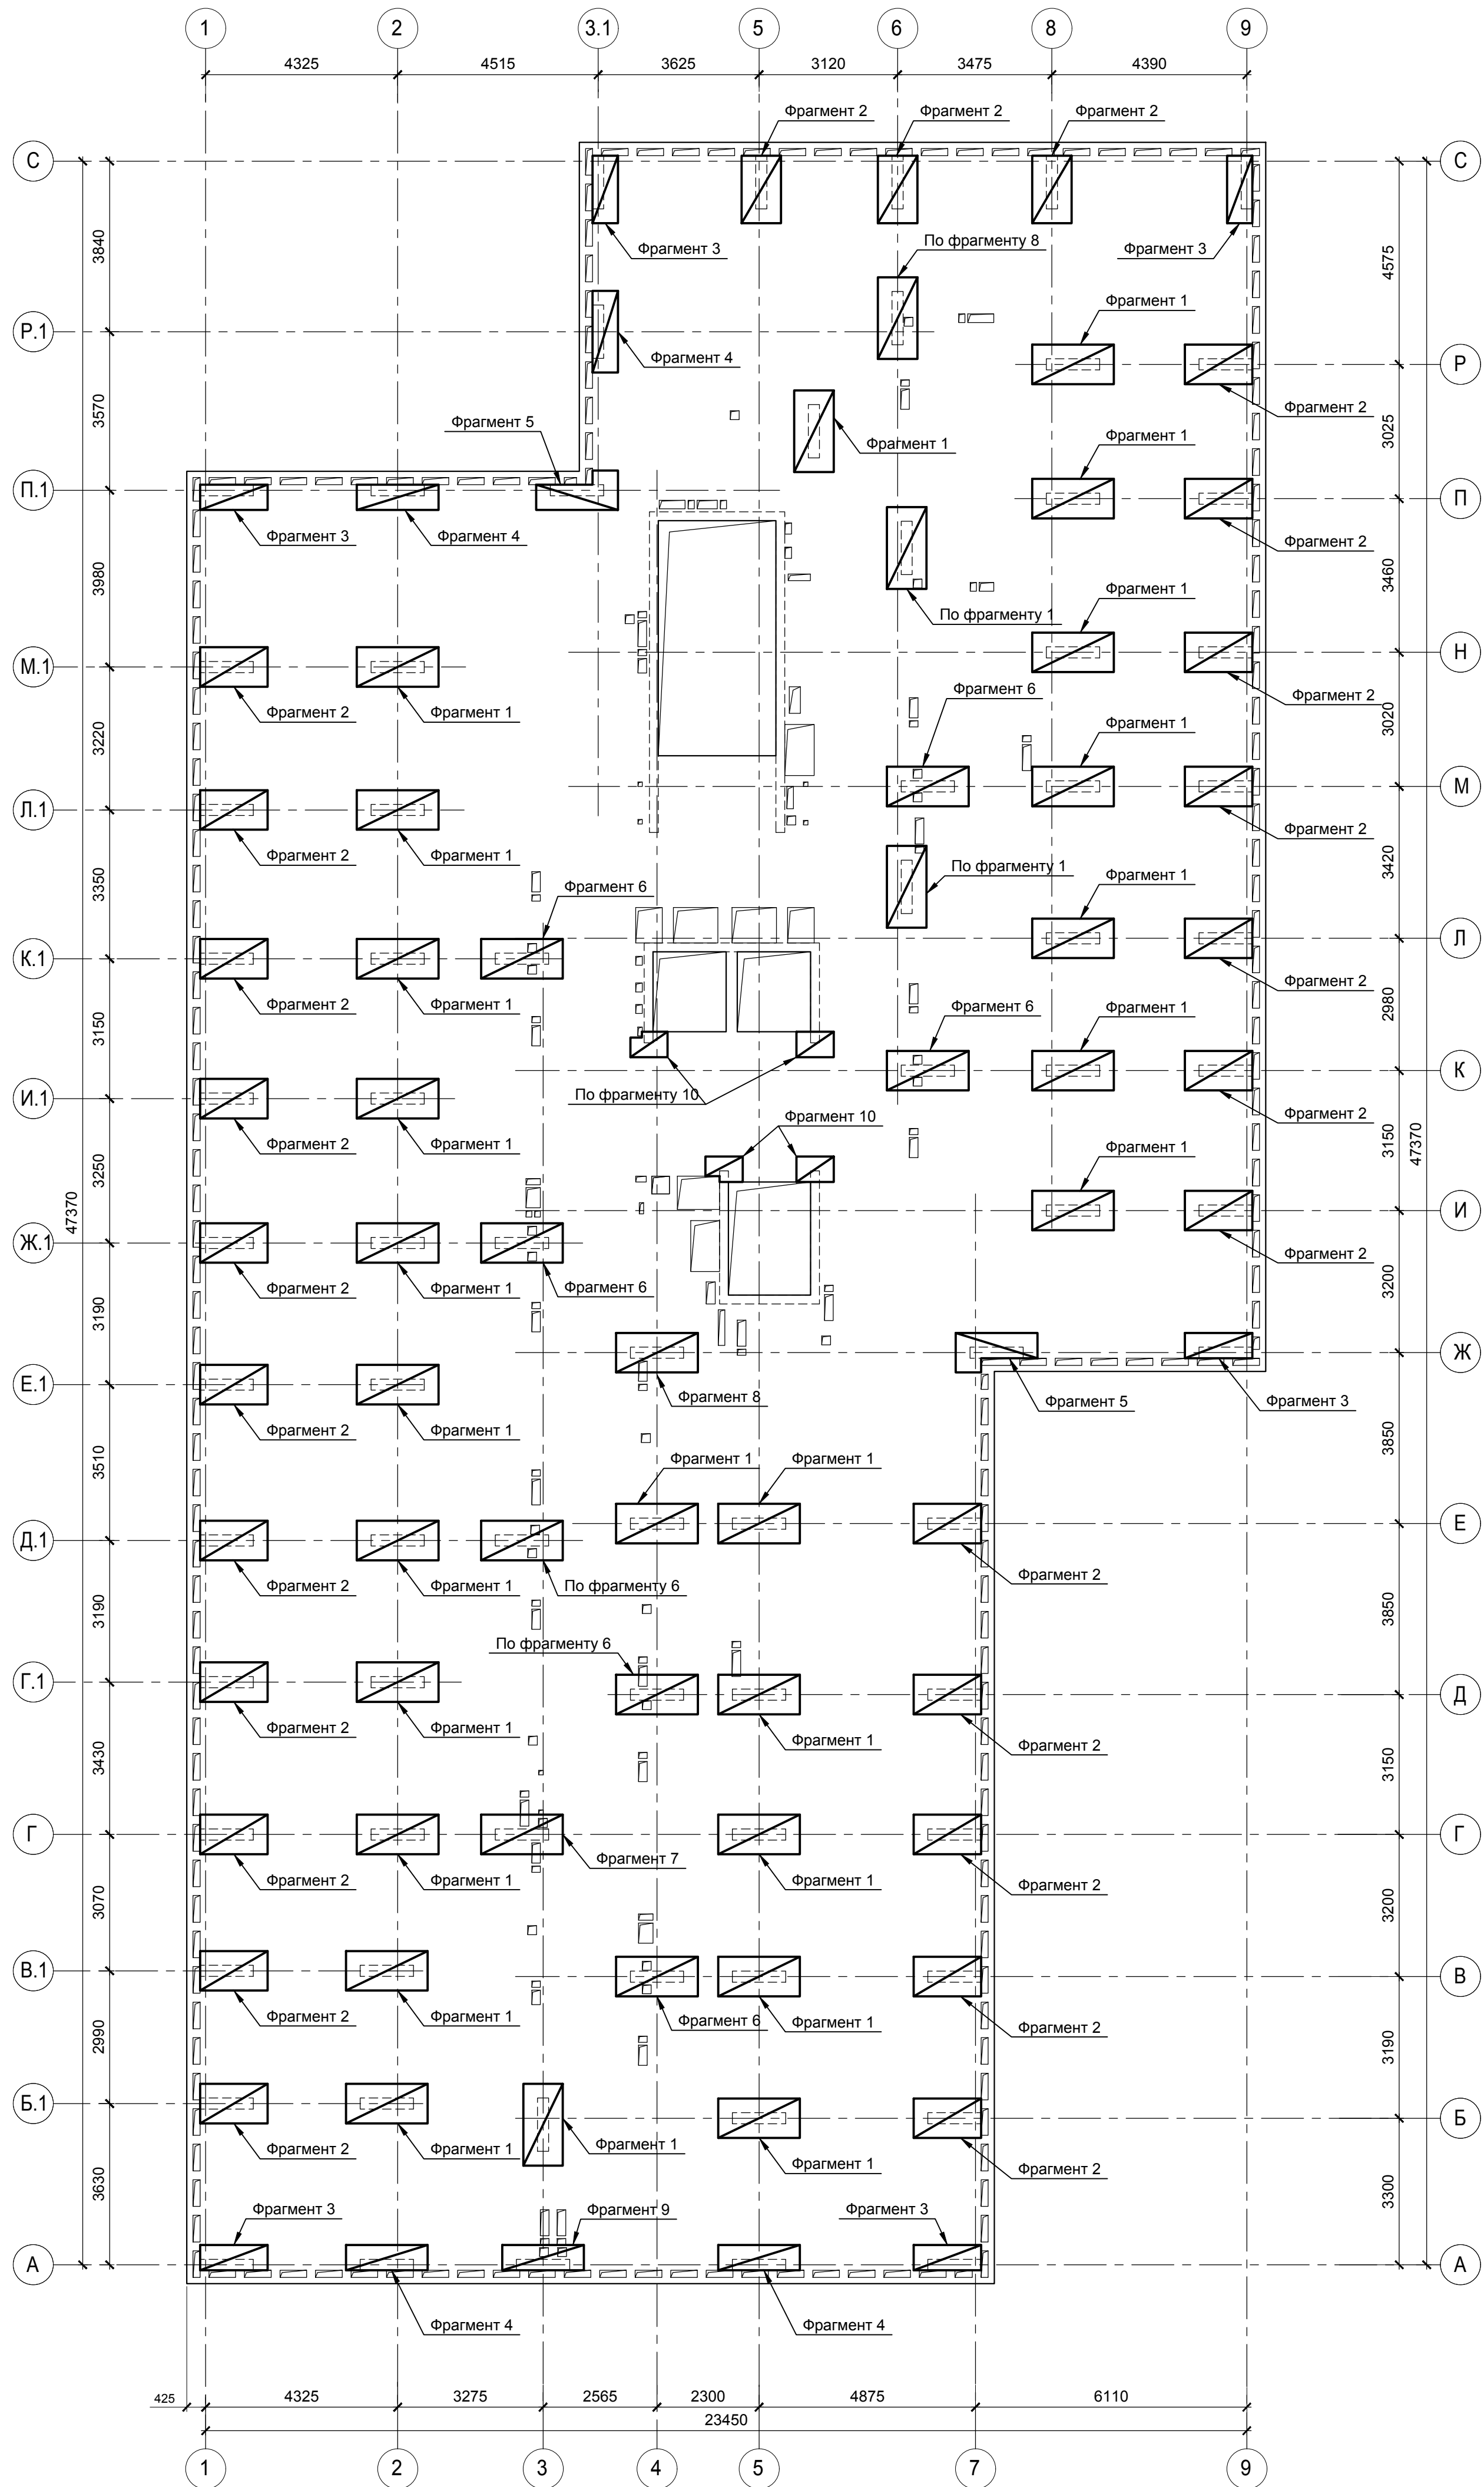 1 2 3.1 5 6 8 9
4325 4515 3625 3120 3475 4390
Фрагмент 2 Фрагмент 2 Фрагмент 2
С С
Фрагмент 3 По фрагменту 8 Фрагмент 3
3840 4575
Фрагмент 1
Р.1
Фрагмент 4 Р
3570 Фрагмент 2 3025
Фрагмент 5 Фрагмент 1 Фрагмент 1
П.1 П
Фрагмент 3 Фрагмент 4 Фрагмент 2
3980 3460
Фрагмент 1
По фрагменту 1
М.1 Н
Фрагмент 2 Фрагмент 1 Фрагмент 6 Фрагмент 2
3220 3020
Фрагмент 1
М
Л.1
Фрагмент 2 Фрагмент 1 Фрагмент 2
3350 3420
Фрагмент 6 По фрагменту 1 Фрагмент 1
Л
К.1
Фрагмент 2 Фрагмент 1 Фрагмент 2
3150 2980
Фрагмент 6 Фрагмент 1
К
И.1 По фрагменту 10
Фрагмент 2 Фрагмент 1 Фрагмент 10 Фрагмент 2
3250 3150
47370 47370
Фрагмент 1
И
Ж.1
Фрагмент 2 Фрагмент 1 Фрагмент 6 Фрагмент 2
3190 3200
Ж
Е.1
Фрагмент 8 Фрагмент 5 Фрагмент 3
Фрагмент 2 Фрагмент 1
3510 3850
Фрагмент 1 Фрагмент 1
Е
Д.1
Фрагмент 2 Фрагмент 1 По фрагменту 6 Фрагмент 2
3190 3850
По фрагменту 6
Г.1 Д
Фрагмент 2 Фрагмент 1 Фрагмент 1 Фрагмент 2
3430 3150
Г Г
Фрагмент 7
Фрагмент 2 Фрагмент 1 Фрагмент 1 Фрагмент 2
3070 3200
В.1 В
Фрагмент 2 Фрагмент 1 Фрагмент 6 Фрагмент 1 Фрагмент 2
2990 3190
Б.1 Б
Фрагмент 2 Фрагмент 1 Фрагмент 1 Фрагмент 1 Фрагмент 2
3630 3300
Фрагмент 3 Фрагмент 9 Фрагмент 3
А А
Фрагмент 4 Фрагмент 4
425 4325 3275 2565 2300 4875 6110
23450
1 2 3 4 5 7 9